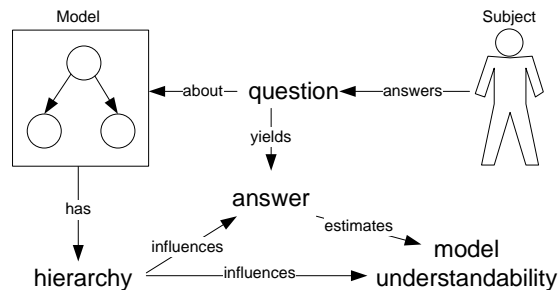 Model
Subject
about
question
answers
yields
has
answer
influences
estimates
hierarchy
influences
model
understandability